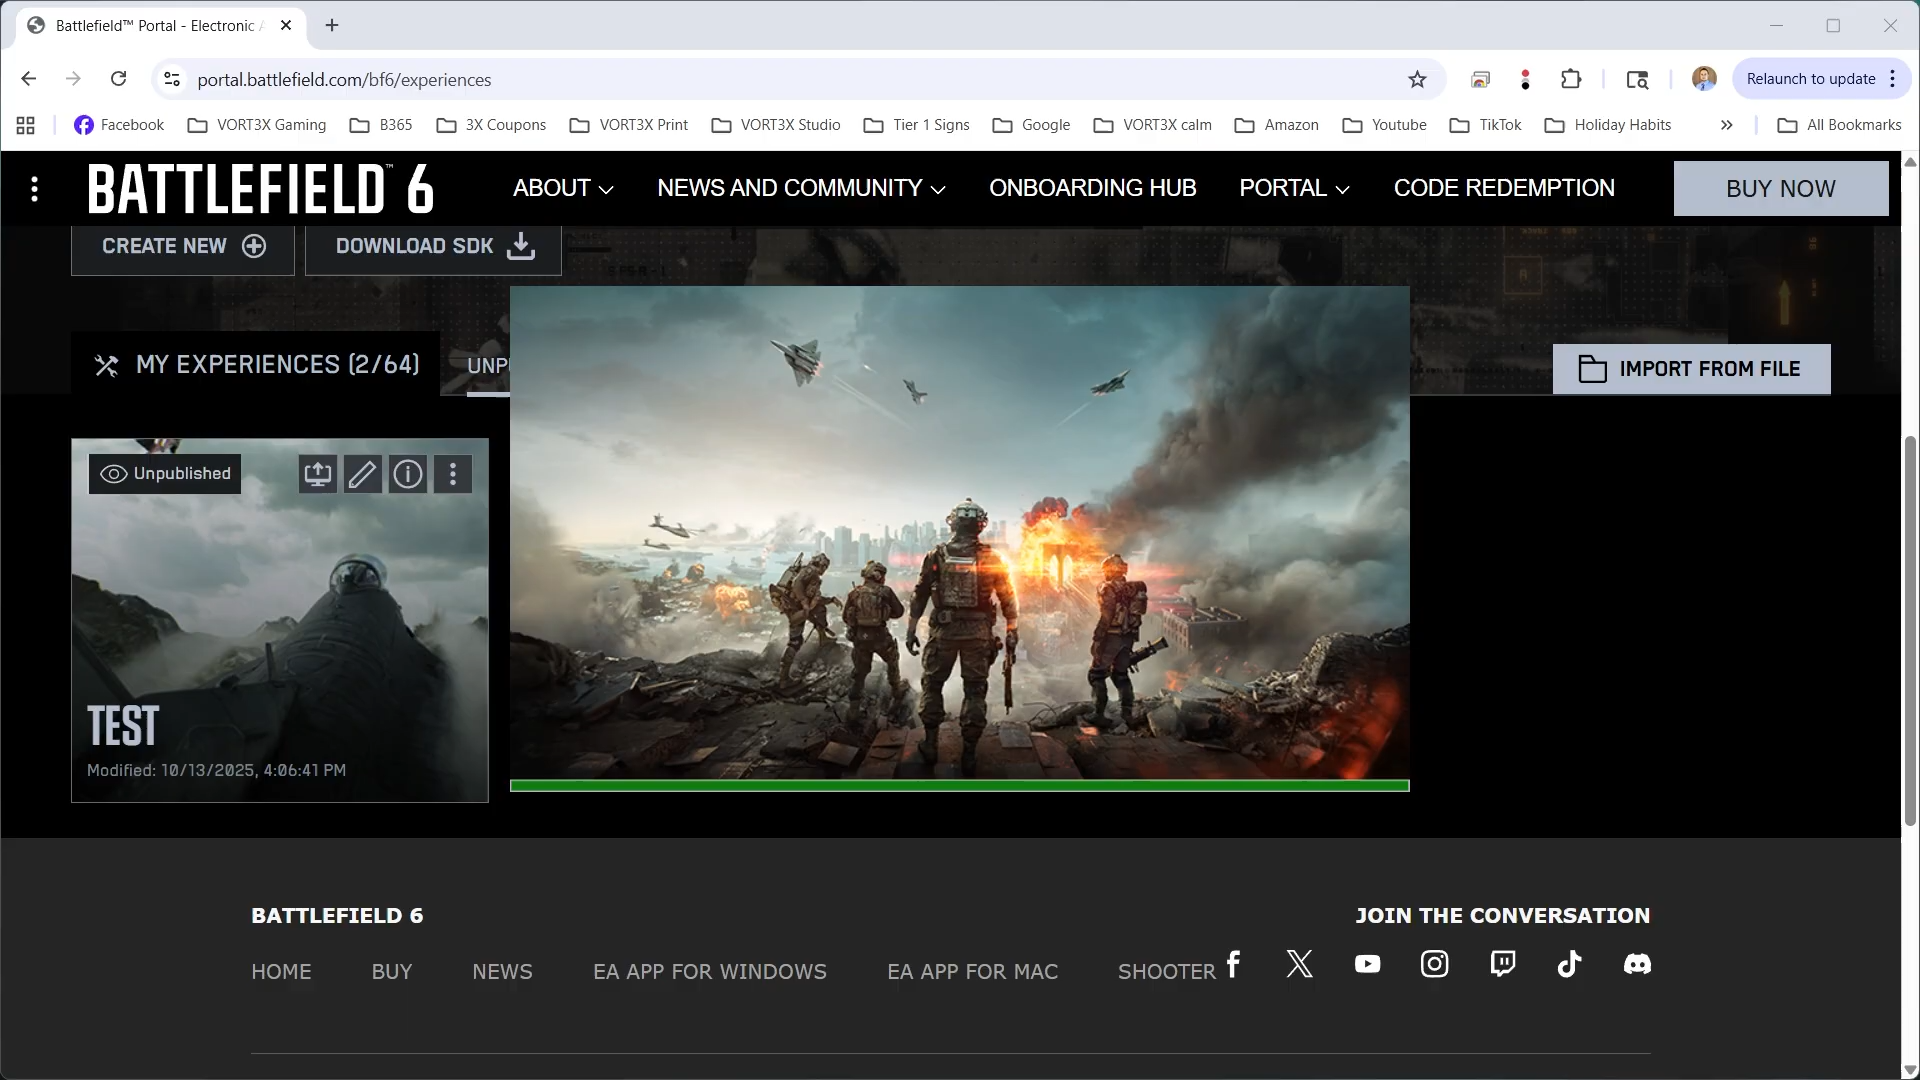 Battlefield™ Portal - Electronic
portal.battlefield.com/bf6/experiences
Relaunch to update
Facebook
VORT3X Gaming
B365
3X Coupons
VORT3X Print
VORT3X Studio
Tier 1 Signs
Google
VORT3X calm
Amazon
Youtube
TikTok
Holiday Habits
All Bookmarks
BATTLEFIELD™ 6
ABOUT
NEWS AND COMMUNITY
ONBOARDING HUB
PORTAL
CODE REDEMPTION
BUY NOW
CREATE NEW
DOWNLOAD SDK
MY EXPERIENCES (2/64)
UNPU
IMPORT FROM FILE
Unpublished
TEST
Modified: 10/13/2025, 4:06:41 PM
BATTLEFIELD 6
JOIN THE CONVERSATION
HOME
BUY
NEWS
EA APP FOR WINDOWS
EA APP FOR MAC
SHOOTER